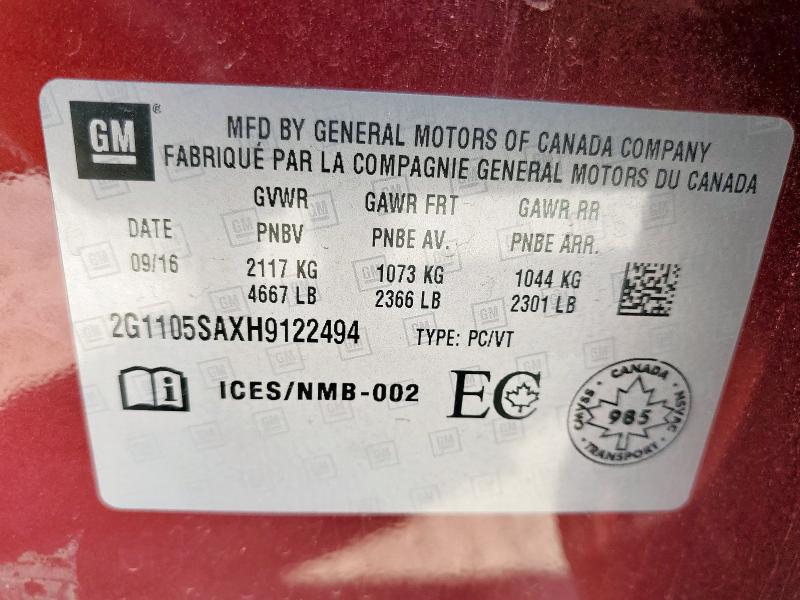 GM ®
MFD BY GENERAL MOTORS OF CANADA COMPANY
FABRIQUÉ PAR LA COMPAGNIE GENERAL MOTORS DU CANADA
DATE
09/16
GVWR
PNBV
2117 KG
4667 LB
GAWR FRT
PNBE AV.
1073 KG
2366 LB
GAWR RR
PNBE ARR.
1044 KG
2301 LB
2G1105SAXH9122494
TYPE: PC/VT
i
ICES/NMB-002
EC
CANADA
CMVSS
985
NSVAC
TRANSPORT